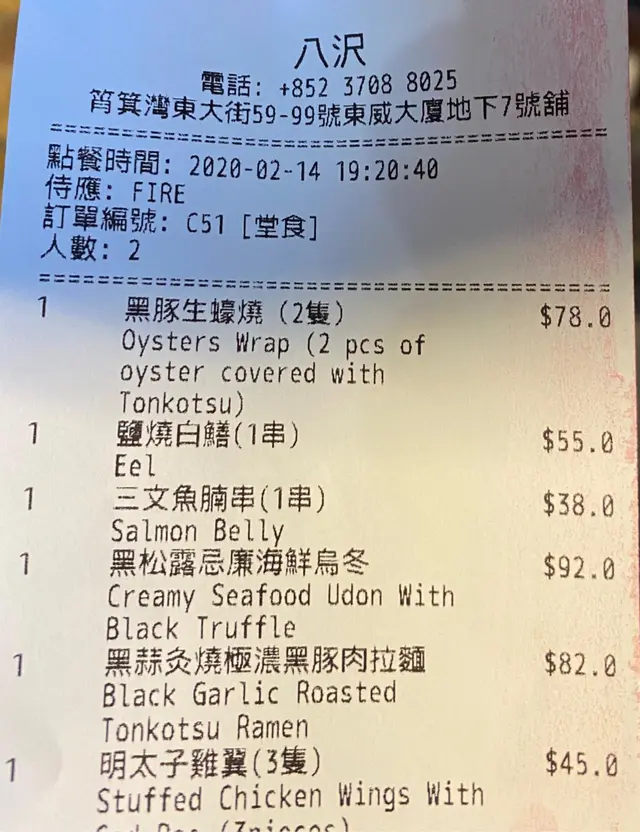 八沢
電話: +852 3708 8025
筲箕灣東大街59-99號東威大廈地下7號舖
================================================
點餐時間: 2020-02-14 19:20:40
侍應: FIRE
訂單編號: C51 [堂食]
人數: 2
================================================
1 黑豚生蠔燒 (2隻) $78.0
Oysters Wrap (2 pcs of
oyster covered with
Tonkotsu)
1 鹽燒白鱔(1串) $55.0
Eel
1 三文魚腩串(1串) $38.0
Salmon Belly
1 黑松露忌廉海鮮烏冬 $92.0
Creamy Seafood Udon With
Black Truffle
1 黑蒜灸燒極濃黑豚肉拉麵 $82.0
Black Garlic Roasted
Tonkotsu Ramen
1 明太子雞翼(3隻) $45.0
Stuffed Chicken Wings With
Cod Roe (3pieces)